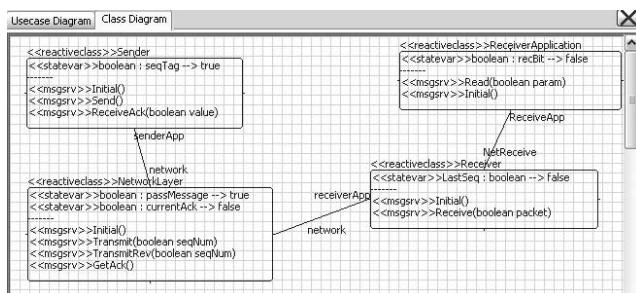 Usecase Diagram
Class Diagram
<<reactiveclass>>Sender
<<statevar>>boolean : seqTag --> true
-------
<<msgsrv>>Initial()
<<msgsrv>>Send()
<<msgsrv>>ReceiveAck(boolean value)
senderApp
network
<<reactiveclass>>ReceiverApplication
<<statevar>>boolean : recBit --> false
-------
<<msgsrv>>Read(boolean param)
<<msgsrv>>Initial()
ReceiveApp
NetReceive
<<reactiveclass>>NetworkLayer
<<statevar>>boolean : passMessage --> true
<<statevar>>boolean : currentAck --> false
-------
<<msgsrv>>Initial()
<<msgsrv>>Transmit(boolean seqNum)
<<msgsrv>>TransmitRev(boolean seqNum)
<<msgsrv>>GetAck()
receiverApp
network
<<reactiveclass>>Receiver
<<statevar>>LastSeq : boolean --> false
-------
<<msgsrv>>Initial()
<<msgsrv>>Receive(boolean packet)